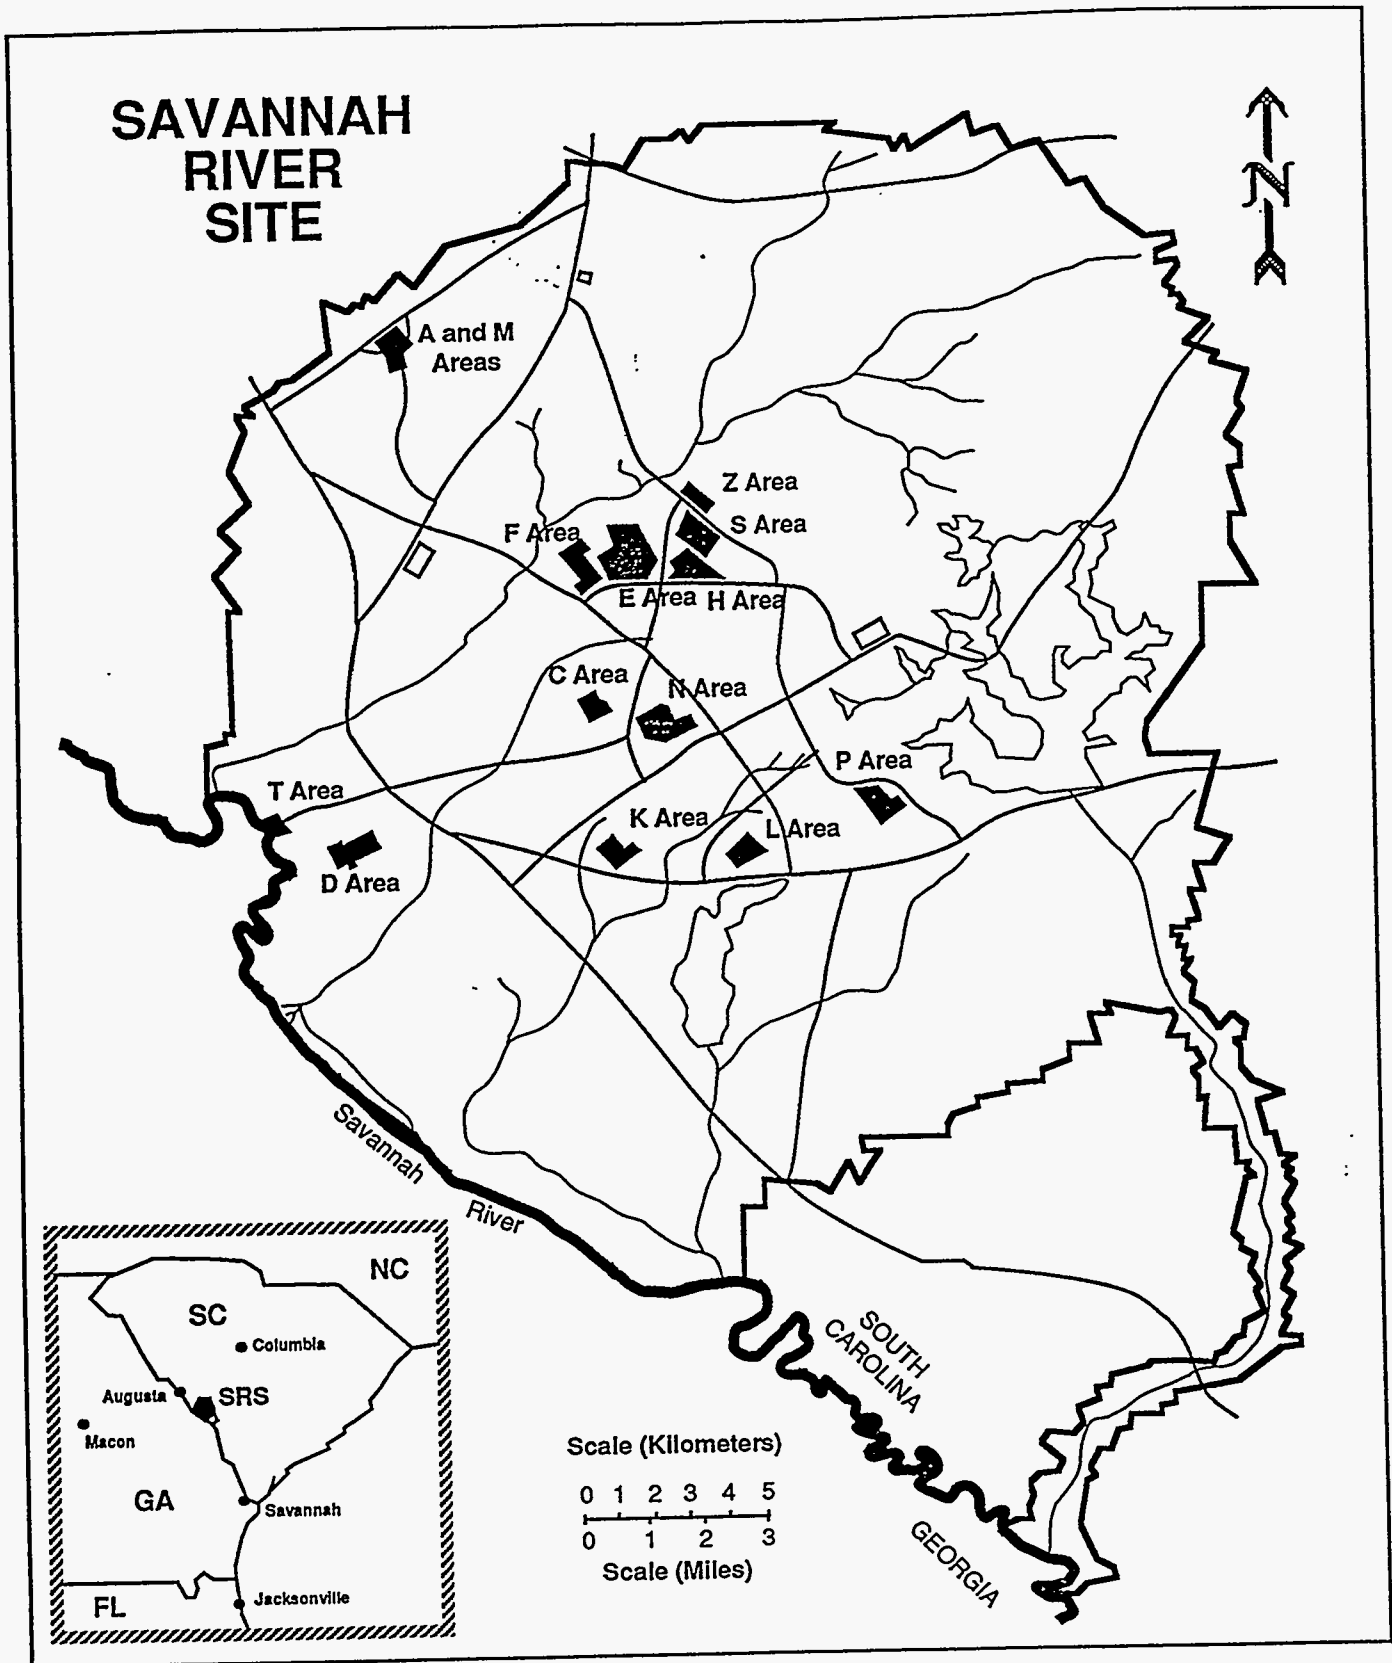 SAVANNAH
RIVER
SITE
N
A and M
Areas
Z Area
S Area
F Area
E Area
H Area
C Area
N Area
P Area
T Area
K Area
L Area
D Area
Savannah
River
SOUTH
CAROLINA
GEORGIA
NC
SC
Columbia
Augusta
SRS
Macon
GA
Savannah
FL
Jacksonville
Scale (Kilometers)
0 1 2 3 4 5
0 1 2 3
Scale (Miles)